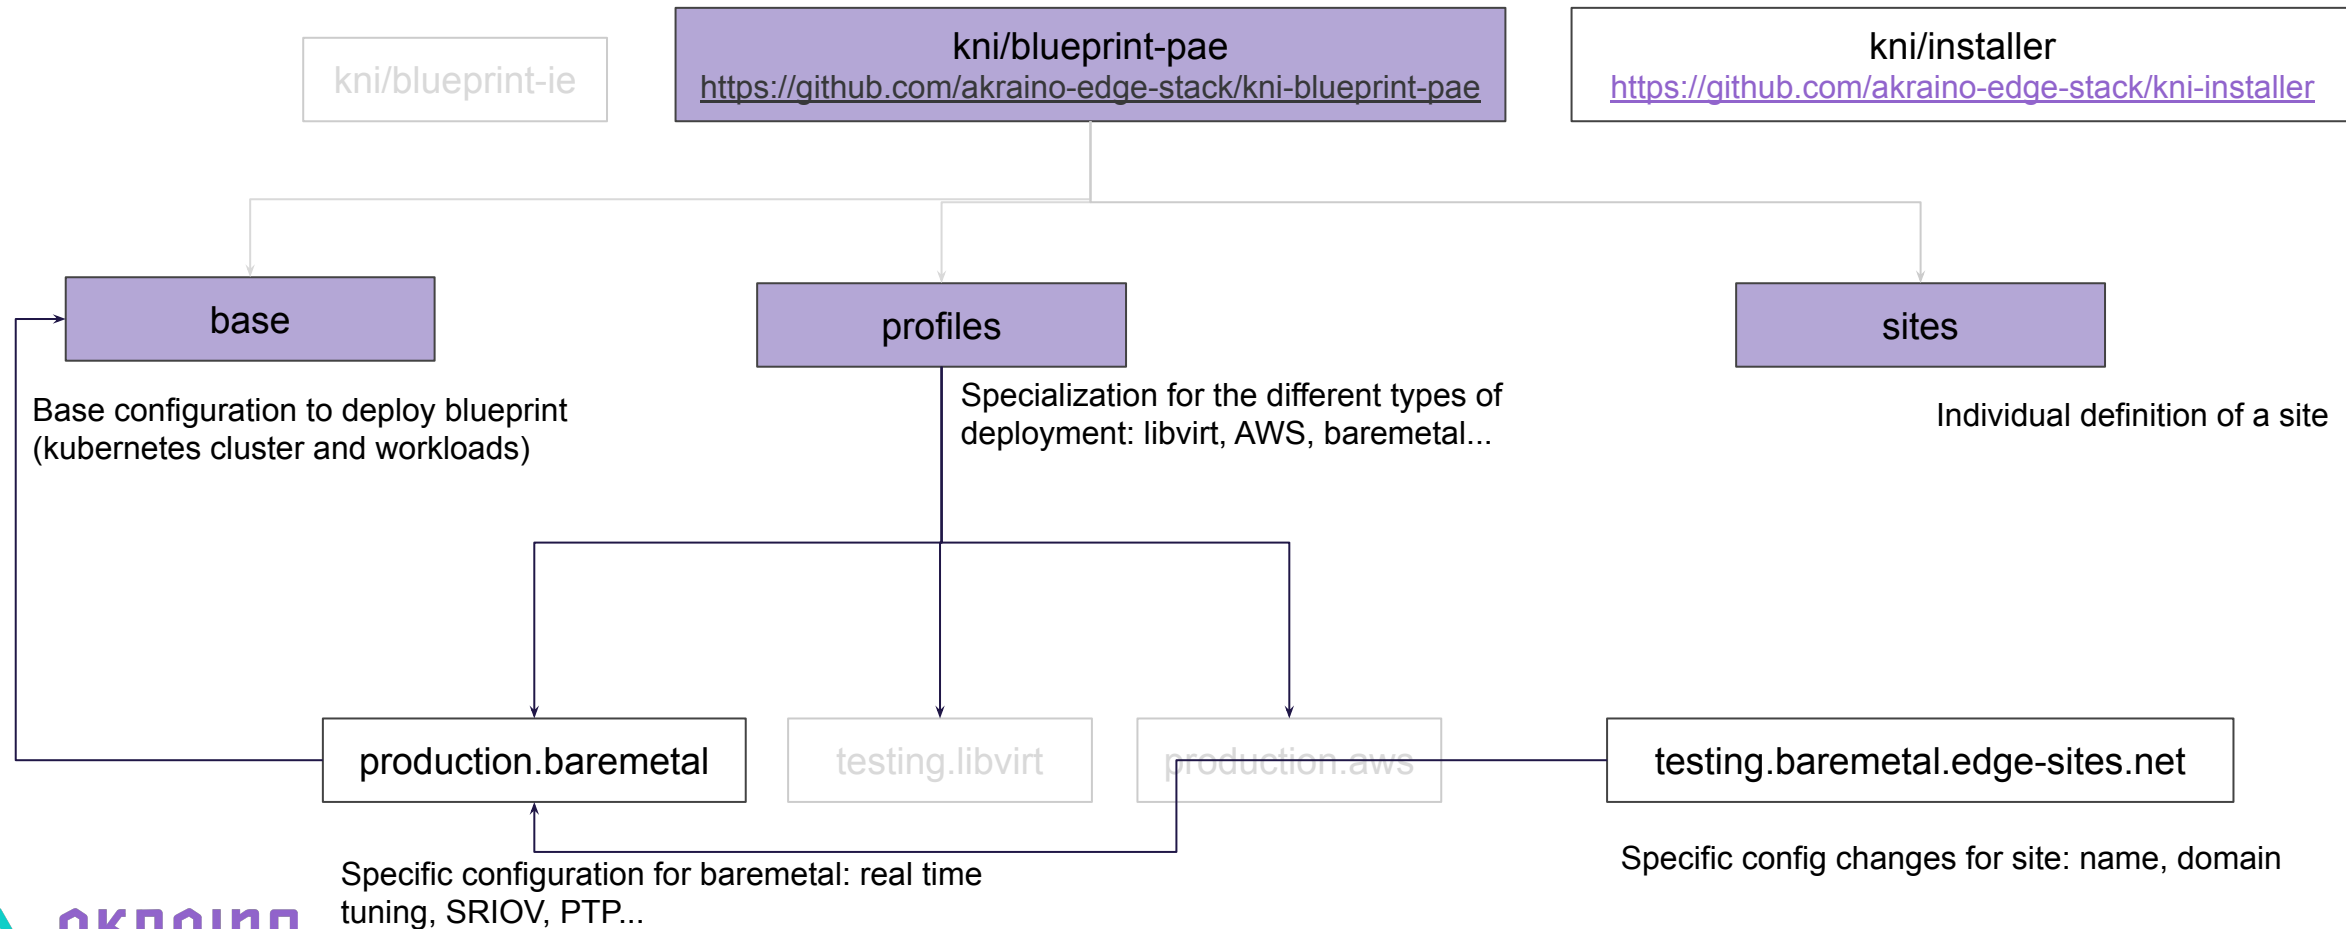 kni/blueprint-ie
kni/blueprint-pae
https://github.com/akraino-edge-stack/kni-blueprint-pae
kni/installer
https://github.com/akraino-edge-stack/kni-installer
base
profiles
sites
Base configuration to deploy blueprint
(kubernetes cluster and workloads)
Specialization for the different types of
deployment: libvirt, AWS, baremetal...
Individual definition of a site
production.baremetal
testing.libvirt
production.aws
testing.baremetal.edge-sites.net
Specific configuration for baremetal: real time
tuning, SRIOV, PTP...
Specific config changes for site: name, domain
akraino